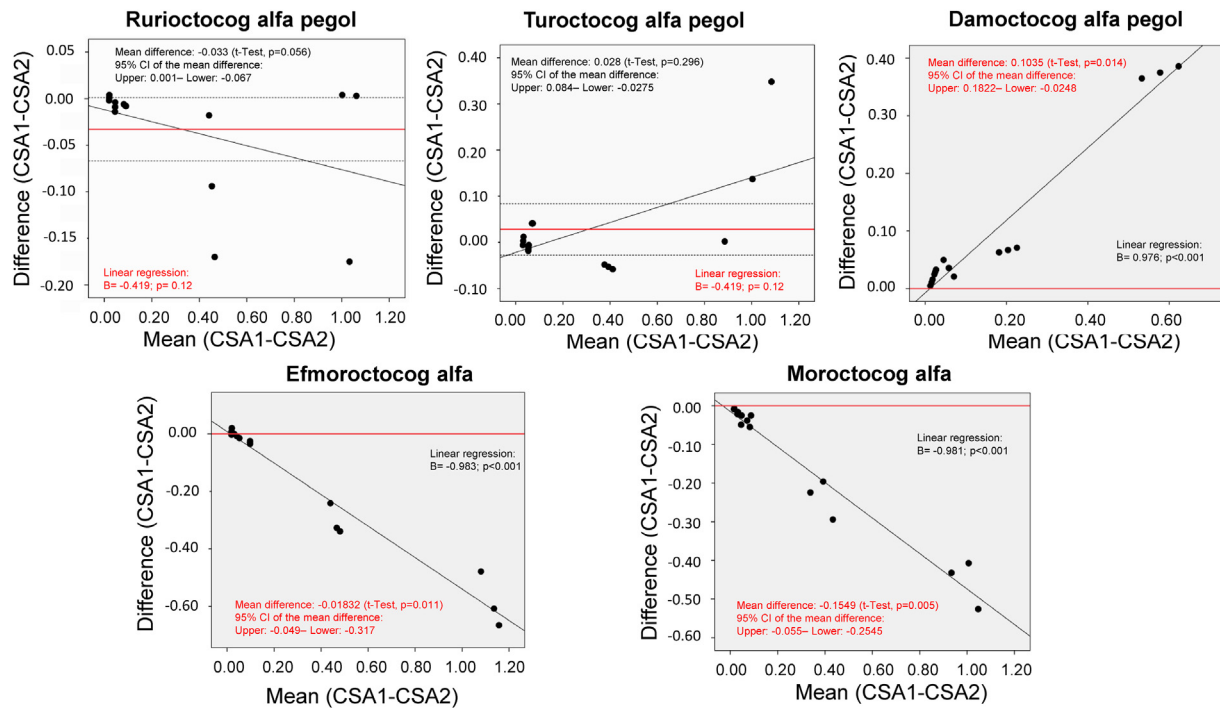 Rurioctocog alfa pegol
Difference (CSA1-CSA2)
0.05
0.00
-0.05
-0.10
-0.15
-0.20
Mean difference: -0.033 (t-Test, p=0.056)
95% CI of the mean difference:
Upper: 0.001– Lower: -0.067
Linear regression:
B= -0.419; p= 0.12
0.00 0.20 0.40 0.60 0.80 1.00 1.20
Mean (CSA1-CSA2)
Turoctocog alfa pegol
Difference (CSA1-CSA2)
0.40
0.30
0.20
0.10
0.00
-0.10
Mean difference: 0.028 (t-Test, p=0.296)
95% CI of the mean difference:
Upper: 0.084– Lower: -0.0275
Linear regression:
B= -0.419; p= 0.12
0.00 0.20 0.40 0.60 0.80 1.00 1.20
Mean (CSA1-CSA2)
Damoctocog alfa pegol
Difference (CSA1-CSA2)
0.40
0.30
0.20
0.10
0.00
Mean difference: 0.1035 (t-Test, p=0.014)
95% CI of the mean difference:
Upper: 0.1822– Lower: -0.0248
Linear regression:
B= 0.976; p<0.001
0.00 0.20 0.40 0.60
Mean (CSA1-CSA2)
Efmoroctocog alfa
Difference (CSA1-CSA2)
0.00
-0.20
-0.40
-0.60
Linear regression:
B= -0.983; p<0.001
Mean difference: -0.01832 (t-Test, p=0.011)
95% CI of the mean difference:
Upper: -0.049– Lower: -0.317
0.00 0.20 0.40 0.60 0.80 1.00 1.20
Mean (CSA1-CSA2)
Moroctocog alfa
Difference (CSA1-CSA2)
0.00
-0.10
-0.20
-0.30
-0.40
-0.50
-0.60
Linear regression:
B= -0.981; p<0.001
Mean difference: -0.1549 (t-Test, p=0.005)
95% CI of the mean difference:
Upper: -0.055– Lower: -0.2545
0.00 0.20 0.40 0.60 0.80 1.00 1.20
Mean (CSA1-CSA2)